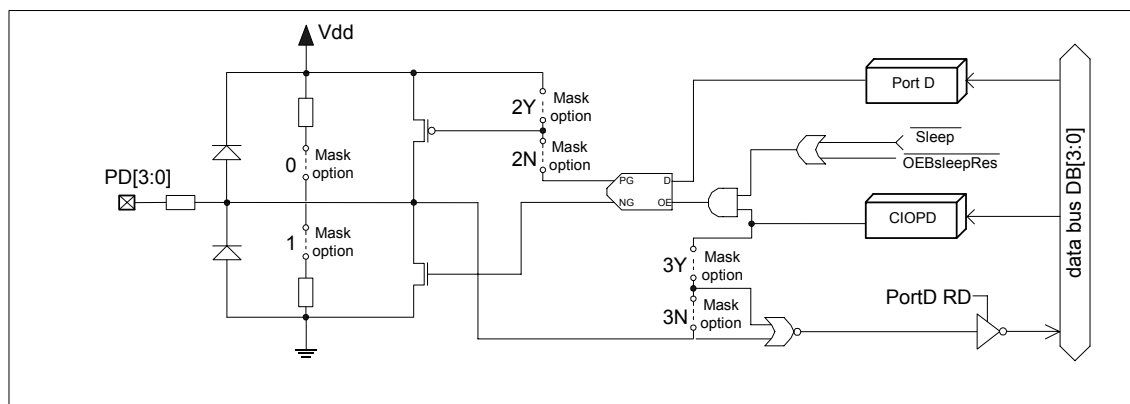 Vdd
Port D
2Y Mask option
2N Mask option
Sleep
OEBsleepRes
0 Mask option
PD[3:0]
PG D
NG OE
CIOPD
1 Mask option
3Y Mask option
3N Mask option
PortD RD
data bus DB[3:0]